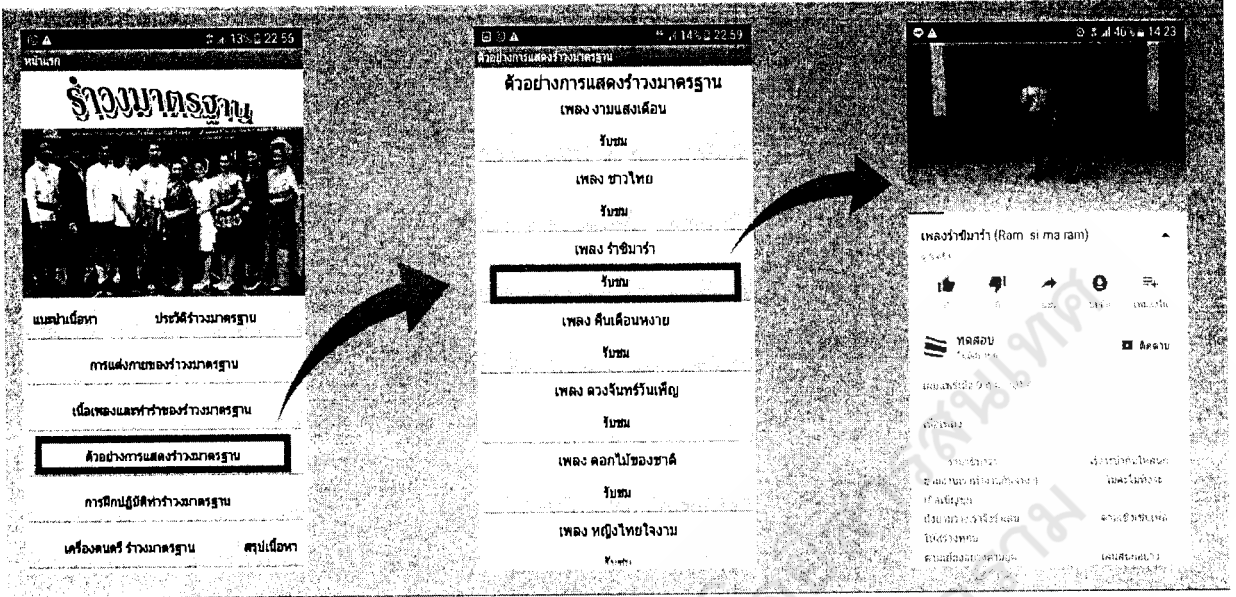 13% 22:55
หน้าแรก
รำวงมาตรฐาน
แนะนำเนื้อหา ประวัติรำวงมาตรฐาน
การแต่งกายของรำวงมาตรฐาน
เนื้อเพลงและท่ารำของรำวงมาตรฐาน
ตัวอย่างการแสดงรำวงมาตรฐาน
การฝึกปฏิบัติท่ารำวงมาตรฐาน
เครื่องดนตรี รำวงมาตรฐาน สรุปเนื้อหา
14% 22:59
ตัวอย่างการแสดงรำวงมาตรฐาน
ตัวอย่างการแสดงรำวงมาตรฐาน
เพลง งามแสงเดือน
รับชม
เพลง ชาวไทย
รับชม
เพลง รำซิมารำ
รับชม
เพลง คืนเดือนหงาย
รับชม
เพลง ดวงจันทร์วันเพ็ญ
รับชม
เพลง ดอกไม้ของชาติ
รับชม
เพลง หญิงไทยใจงาม
รับชม
46% 14:23
เพลงรำซิมารำ (Ram si ma ram)
ทดสอบ
ติดตาม